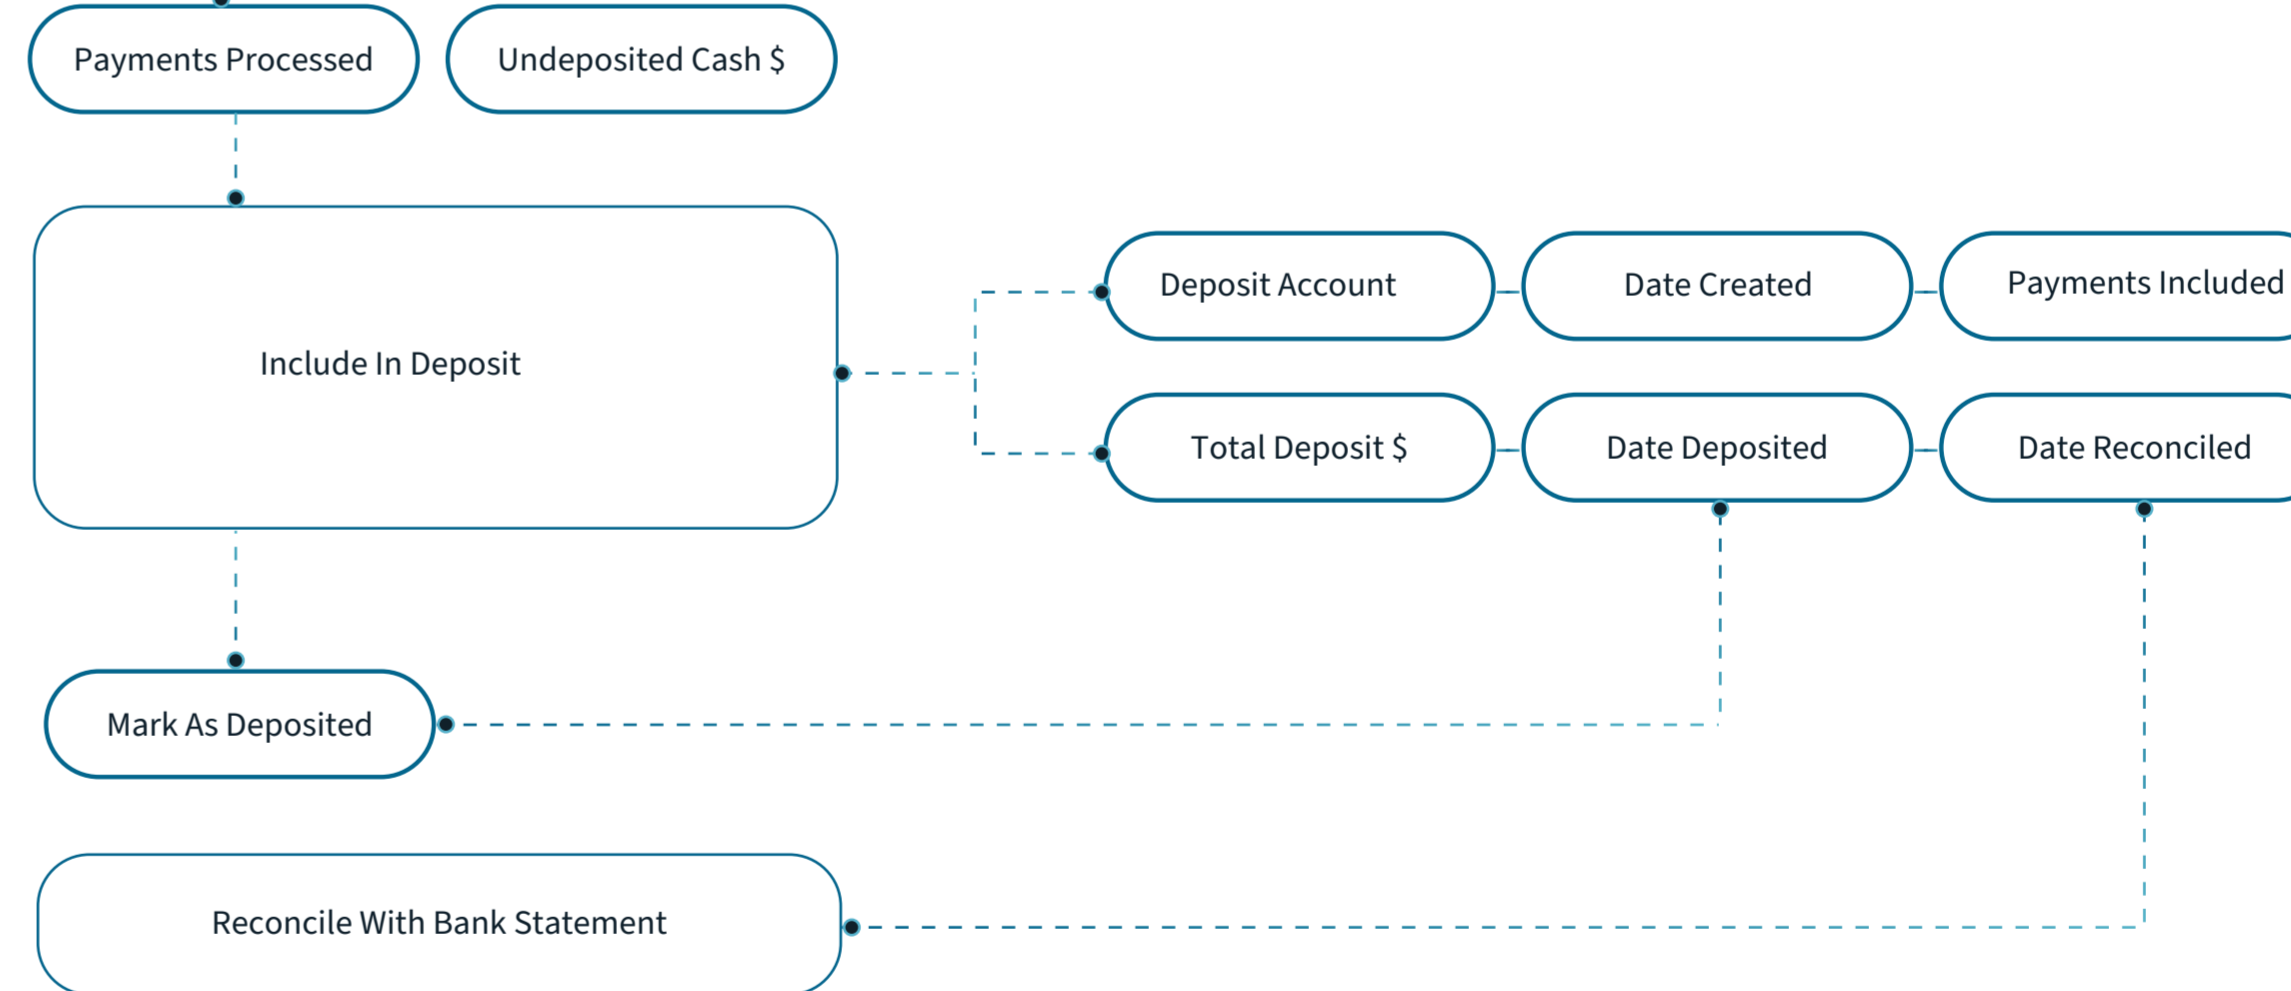 Payments Processed
Undeposited Cash $
Include In Deposit
Deposit Account
Date Created
Payments Included
Total Deposit $
Date Deposited
Date Reconciled
Mark As Deposited
Reconcile With Bank Statement